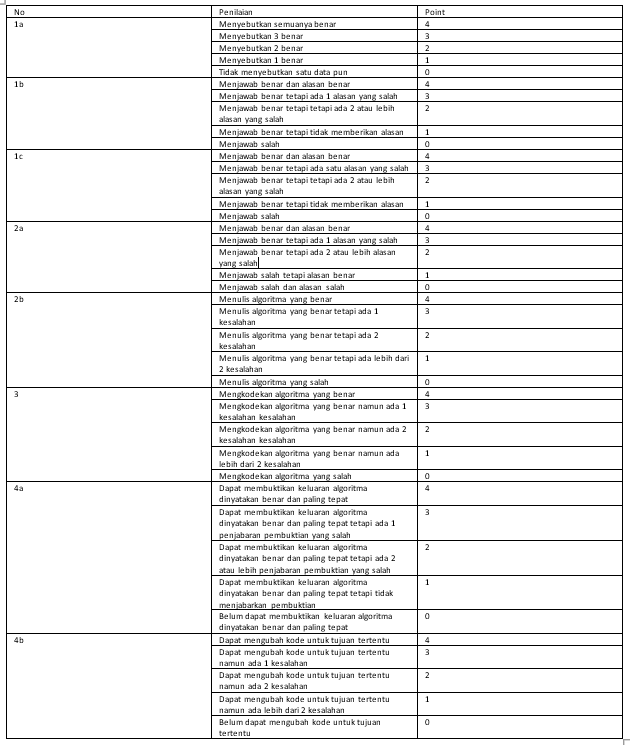 No Penilaian Point
1a Menyebutkan semuanya benar 4
Menyebutkan 3 benar 3
Menyebutkan 2 benar 2
Menyebutkan 1 benar 1
Tidak menyebutkan satu data pun 0
1b Menjawab benar dan alasan benar 4
Menjawab benar tetapi ada 1 alasan yang salah 3
Menjawab benar tetapi tetapi ada 2 atau lebih 2
alasan yang salah
Menjawab benar tetapi tidak memberikan alasan 1
Menjawab salah 0
1c Menjawab benar dan alasan benar 4
Menjawab benar tetapi ada satu alasan yang salah 3
Menjawab benar tetapi tetapi ada 2 atau lebih 2
alasan yang salah
Menjawab benar tetapi tidak memberikan alasan 1
Menjawab salah 0
2a Menjawab benar dan alasan benar 4
Menjawab benar tetapi ada 1 alasan yang salah 3
Menjawab benar tetapi ada 2 atau lebih alasan 2
yang salah
Menjawab salah tetapi alasan benar 1
Menjawab salah dan alasan salah 0
2b Menulis algoritma yang benar 4
Menulis algoritma yang benar tetapi ada 1 3
kesalahan
Menulis algoritma yang benar tetapi ada 2 2
kesalahan
Menulis algoritma yang benar tetapi ada lebih dari 1
2 kesalahan
Menulis algoritma yang salah 0
3 Mengkodekan algoritma yang benar 4
Mengkodekan algoritma yang benar namun ada 1 3
kesalahan kesalahan
Mengkodekan algoritma yang benar namun ada 2 2
kesalahan kesalahan
Mengkodekan algoritma yang benar namun ada 1
lebih dari 2 kesalahan
Mengkodekan algoritma yang salah 0
4a Dapat membuktikan keluaran algoritma 4
dinyatakan benar dan paling tepat
Dapat membuktikan keluaran algoritma 3
dinyatakan benar dan paling tepat tetapi ada 1
penjabaran pembuktian yang salah
Dapat membuktikan keluaran algoritma 2
dinyatakan benar dan paling tepat tetapi ada 2
atau lebih penjabaran pembuktian yang salah
Dapat membuktikan keluaran algoritma 1
dinyatakan benar dan paling tepat tetapi tidak
menjabarkan pembuktian
Belum dapat membuktikan keluaran algoritma 0
dinyatakan benar dan paling tepat
4b Dapat mengubah kode untuk tujuan tertentu 4
Dapat mengubah kode untuk tujuan tertentu 3
namun ada 1 kesalahan
Dapat mengubah kode untuk tujuan tertentu 2
namun ada 2 kesalahan
Dapat mengubah kode untuk tujuan tertentu 1
namun ada lebih dari 2 kesalahan
Belum dapat mengubah kode untuk tujuan 0
tertentu